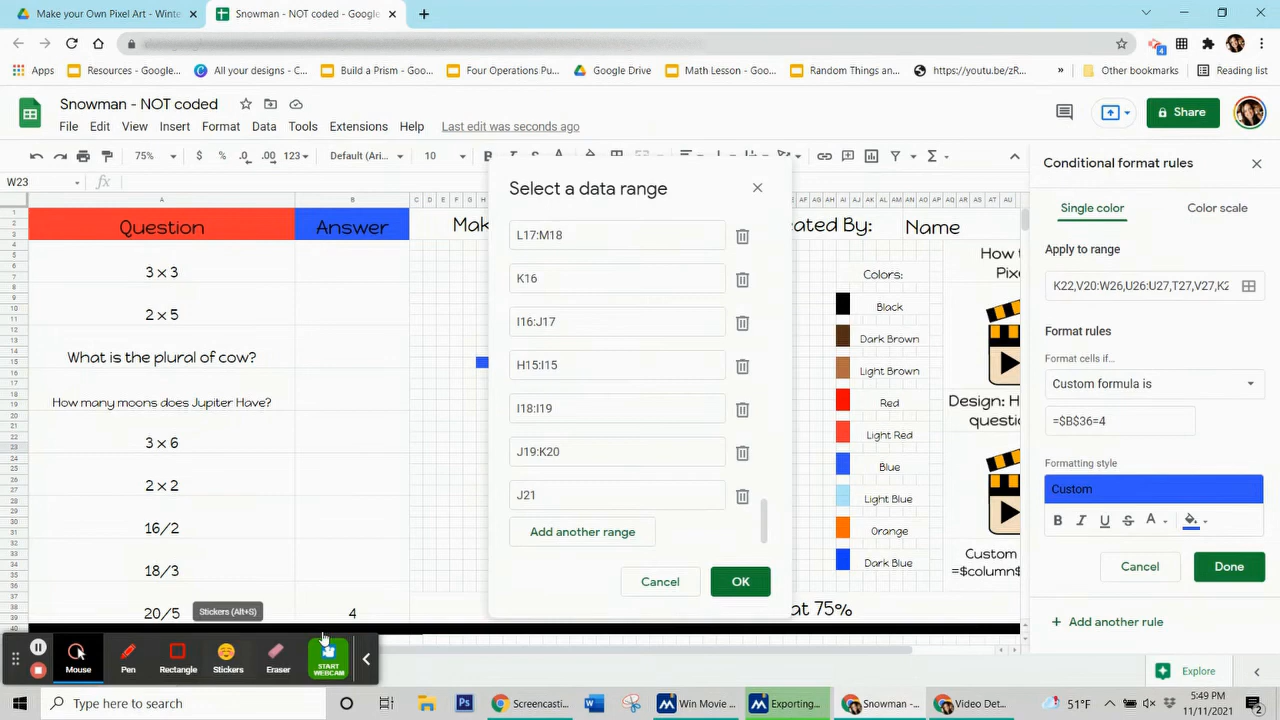 Make your Own Pixel Art - Winte
Snowman - NOT coded - Google
Apps
Resources - Google...
All your designs - C...
Build a Prism - Goo...
Four Operations Pu...
Google Drive
Math Lesson - Goo...
Random Things an...
https://youtu.be/zR...
»
Other bookmarks
Reading list
Snowman - NOT coded
File Edit View Insert Format Data Tools Extensions Help Last edit was seconds ago
Share
75% $ % .0 .00 123 Default (Ari... 10 B
Conditional format rules
W23 fx
Single color
Color scale
Select a data range
Question
Answer
Mak
ated By:
Name
3 × 3
2 × 5
What is the plural of cow?
How many moons does Jupiter Have?
3 × 6
2 × 2
16/2
18/3
20/5
4
L17:M18
K16
I16:J17
H15:I15
I18:I19
J19:K20
J21
Add another range
Cancel
OK
Colors:
Black
Dark Brown
Light Brown
Red
Light Red
Blue
Light Blue
Orange
Dark Blue
How t
Pixe
Design: H
questic
Custom
=$column$
at 75%
Apply to range
K22,V20:W26,U26:U27,T27,V27,K2
Format rules
Format cells if...
Custom formula is
=$B$36=4
Formatting style
Custom
B I U S A
Cancel
Done
+ Add another rule
Explore
Stickers (Alt+S)
Mouse
Pen
Rectangle
Stickers
Eraser
START
WEBCAM
Type here to search
Screencasti...
Win Movie ...
Exporting...
Snowman -...
Video Det...
51°F
5:49 PM
11/11/2021
2